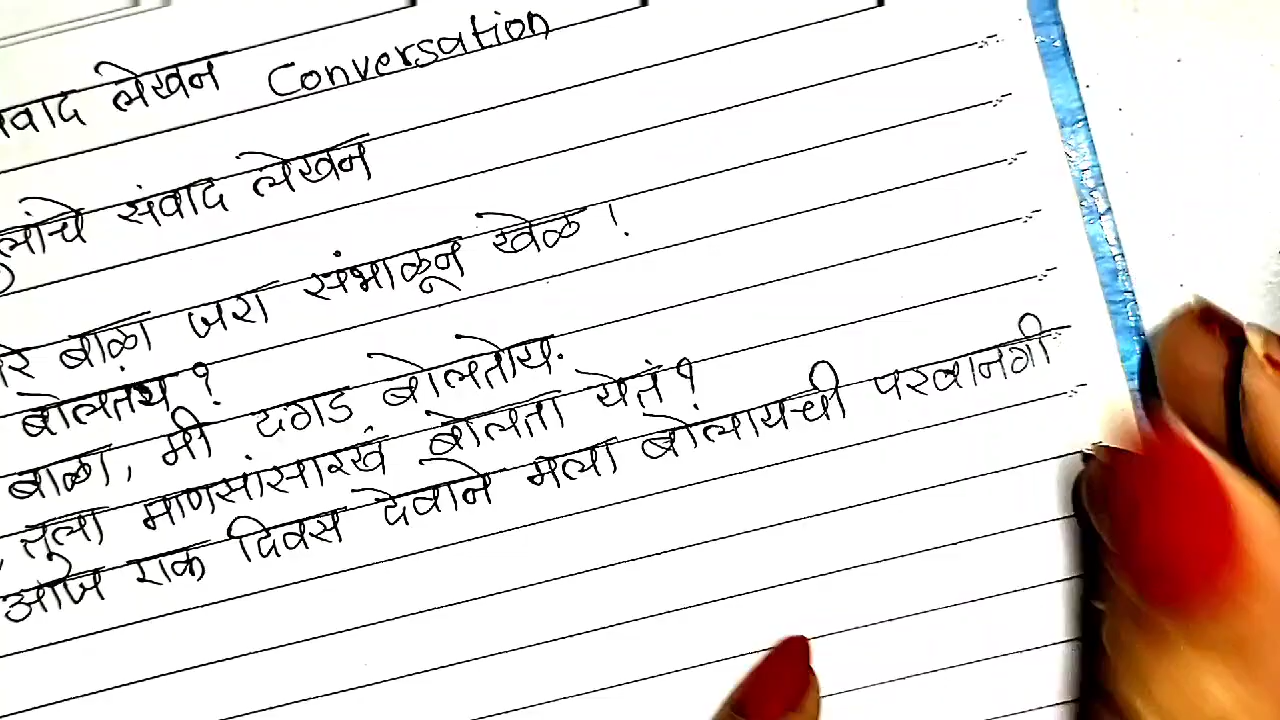 संवाद लेखन Conversation
मुलांचे संवाद लेखन
रे बाळा जरा संभाळून खेळ !
बोलतंय ?
बाळा, मी दगड बोलतोय.
, तुला माणसांसारखं बोलता येतं ?
आज एक दिवस देवाने मला बोलायची परवानगी